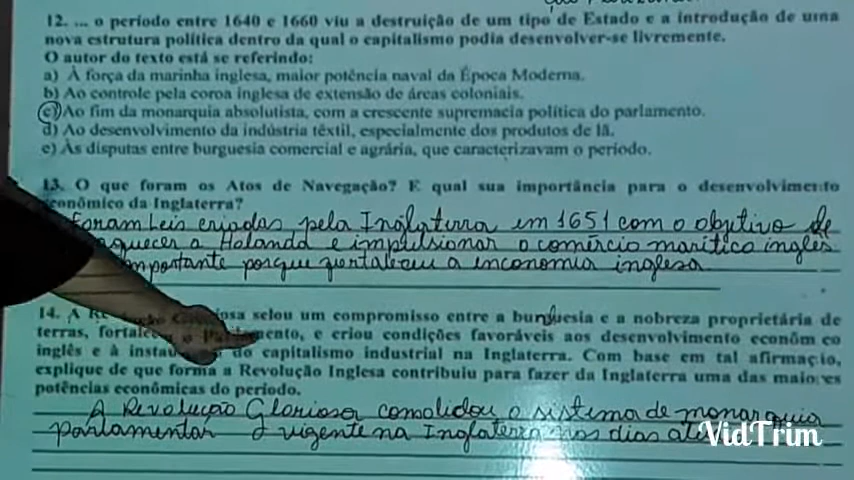 12. ... o período entre 1640 e 1660 viu a destruição de um tipo de Estado e a introdução de uma
nova estrutura política dentro da qual o capitalismo podia desenvolver-se livremente.
O autor do texto está se referindo:
a) À força da marinha inglesa, maior potência naval da Época Moderna.
b) Ao controle pela coroa inglesa de extensão de áreas coloniais.
c) Ao fim da monarquia absolutista, com a crescente supremacia política do parlamento.
d) Ao desenvolvimento da indústria têxtil, especialmente dos produtos de lã.
e) Às disputas entre burguesia comercial e agrária, que caracterizavam o período.
13. O que foram os Atos de Navegação? E qual sua importância para o desenvolvimento
econômico da Inglaterra?
foram Leis criadas pela Inglaterra em 1651 com o objetivo de
a Holanda e impulsionar o comércio marítico inglês
porque fortaleceu a enconomia inglesa
14. A selou um compromisso entre a burguesia e a nobreza proprietária de
terras, e criou condições favoráveis aos desenvolvimento econôm co
inglês e à do capitalismo industrial na Inglaterra. Com base em tal afirmação,
explique de que forma a Revolução Inglesa contribuiu para fazer da Inglaterra uma das maiores
potências econômicas do período.
A Revolução Gloriosa comolidou o sistema de monarquia
parlamentar vigente na Inglaterra nos dias
VidTrim